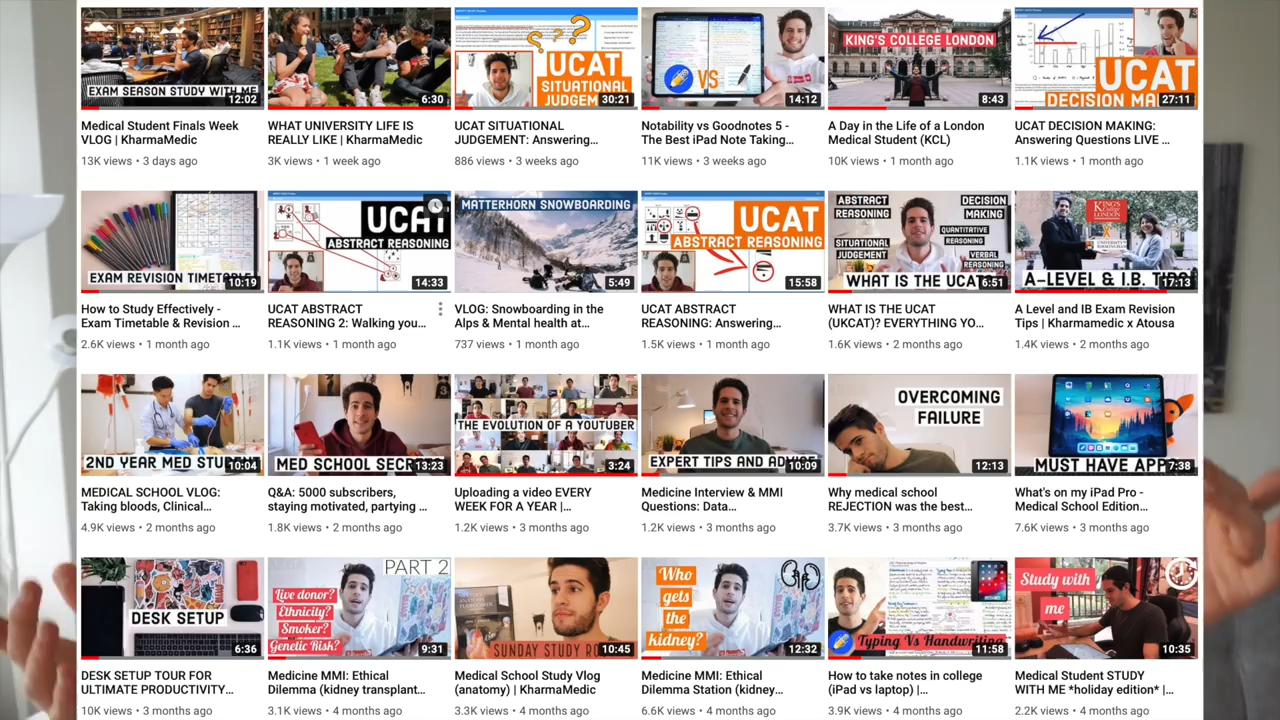 EXAM SEASON STUDY WITH ME
12:02
6:30
UCAT
SITUATIONAL
JUDGEM
30:21
VS
14:12
KING'S COLLEGE LONDON
8:43
UCAT
DECISION MA
27:11
Medical Student Finals Week
VLOG | KharmaMedic
13K views • 3 days ago
WHAT UNIVERSITY LIFE IS
REALLY LIKE | KharmaMedic
3K views • 1 week ago
UCAT SITUATIONAL
JUDGEMENT: Answering...
886 views • 3 weeks ago
Notability vs Goodnotes 5 -
The Best iPad Note Taking...
11K views • 3 weeks ago
A Day in the Life of a London
Medical Student (KCL)
10K views • 1 month ago
UCAT DECISION MAKING:
Answering Questions LIVE ...
1.1K views • 1 month ago
EXAM REVISION TIMETABLE
10:19
UCAT
ABSTRACT REASONING
14:33
MATTERHORN SNOWBOARDING
5:49
UCAT
ABSTRACT REASONING
15:58
ABSTRACT
REASONING
DECISION
MAKING
QUANTITATIVE
REASONING
SITUATIONAL
JUDGEMENT
VERBAL
REASONING
WHAT IS THE UCA
6:51
KING'S
College
LONDON
UNIVERSITY OF
BIRMINGHAM
A-LEVEL & I.B. TIPS
17:13
How to Study Effectively -
Exam Timetable & Revision ...
2.6K views • 1 month ago
UCAT ABSTRACT
REASONING 2: Walking you...
1.1K views • 1 month ago
VLOG: Snowboarding in the
Alps & Mental health at...
737 views • 1 month ago
UCAT ABSTRACT
REASONING: Answering...
1.5K views • 1 month ago
WHAT IS THE UCAT
(UKCAT)? EVERYTHING YO...
1.6K views • 2 months ago
A Level and IB Exam Revision
Tips | Kharmamedic x Atousa
1.4K views • 2 months ago
2ND YEAR MED STU
10:04
MED SCHOOL SECR
13:23
THE EVOLUTION OF A YOUTUBER
3:24
EXPERT TIPS AND ADVISE
10:09
OVERCOMING
FAILURE
12:13
MUST HAVE APP
7:38
MEDICAL SCHOOL VLOG:
Taking bloods, Clinical...
4.9K views • 2 months ago
Q&A: 5000 subscribers,
staying motivated, partying ...
1.8K views • 2 months ago
Uploading a video EVERY
WEEK FOR A YEAR |...
1.2K views • 3 months ago
Medicine Interview & MMI
Questions: Data...
1.2K views • 3 months ago
Why medical school
REJECTION was the best...
3.7K views • 3 months ago
What's on my iPad Pro -
Medical School Edition...
7.6K views • 3 months ago
DESK SETUP
6:36
PART 2
Live donor?
Ethnicity?
Smoker?
Genetic Risk?
9:31
SUNDAY STUDY RO
10:45
Who
gets
the
kidney?
12:32
Typing Vs Handwriting
11:58
Study with
me
10:35
DESK SETUP TOUR FOR
ULTIMATE PRODUCTIVITY...
10K views • 3 months ago
Medicine MMI: Ethical
Dilemma (kidney transplant...
3.1K views • 4 months ago
Medical School Study Vlog
(anatomy) | KharmaMedic
3.3K views • 4 months ago
Medicine MMI: Ethical
Dilemma Station (kidney...
6.6K views • 4 months ago
How to take notes in college
(iPad vs laptop) |...
3.9K views • 4 months ago
Medical Student STUDY
WITH ME *holiday edition* |...
2.2K views • 4 months ago